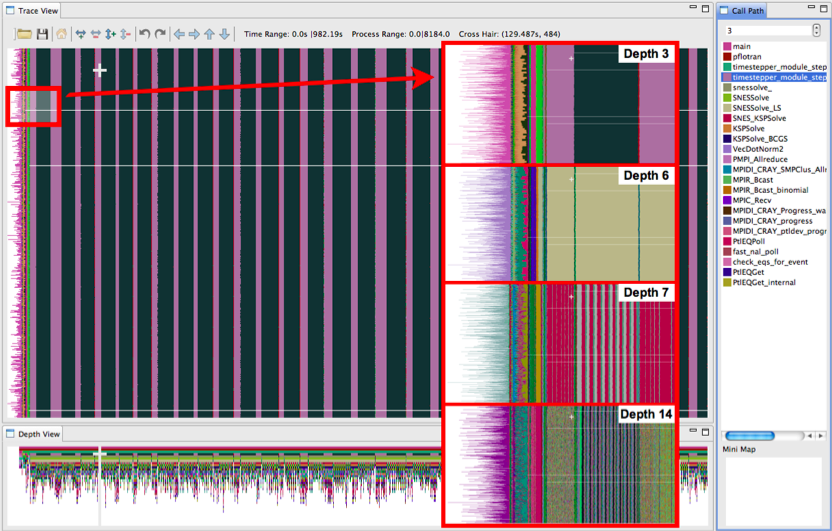 Trace View
Time Range: 0.0s |982.19s Process Range: 0.0|8184.0 Cross Hair: (129.487s, 484)
Depth 3
Depth 6
Depth 7
Depth 14
Depth View
Call Path
3
main
pflotran
timestepper_module_step
timestepper_module_step
snessolve_
SNESSolve
SNESSolve_LS
SNES_KSPSolve
KSPSolve
KSPSolve_BCGS
VecDotNorm2
PMPI_Allreduce
MPIDI_CRAY_SMPClus_Allr
MPIR_Bcast
MPIR_Bcast_binomial
MPIC_Recv
MPIDI_CRAY_Progress_wa
MPIDI_CRAY_progress
MPIDI_CRAY_ptldev_progr
PtlEQPoll
fast_nal_poll
check_eqs_for_event
PtlEQGet
PtlEQGet_internal
Mini Map